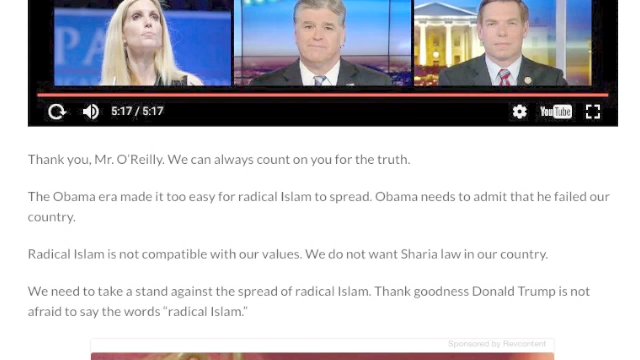 PA
5:17 / 5:17
YouTube
Thank you, Mr. O'Reilly. We can always count on you for the truth.
The Obama era made it too easy for radical Islam to spread. Obama needs to admit that he failed our
country.
Radical Islam is not compatible with our values. We do not want Sharia law in our country.
We need to take a stand against the spread of radical Islam. Thank goodness Donald Trump is not
afraid to say the words “radical Islam.”
Sponsored by Revcontent